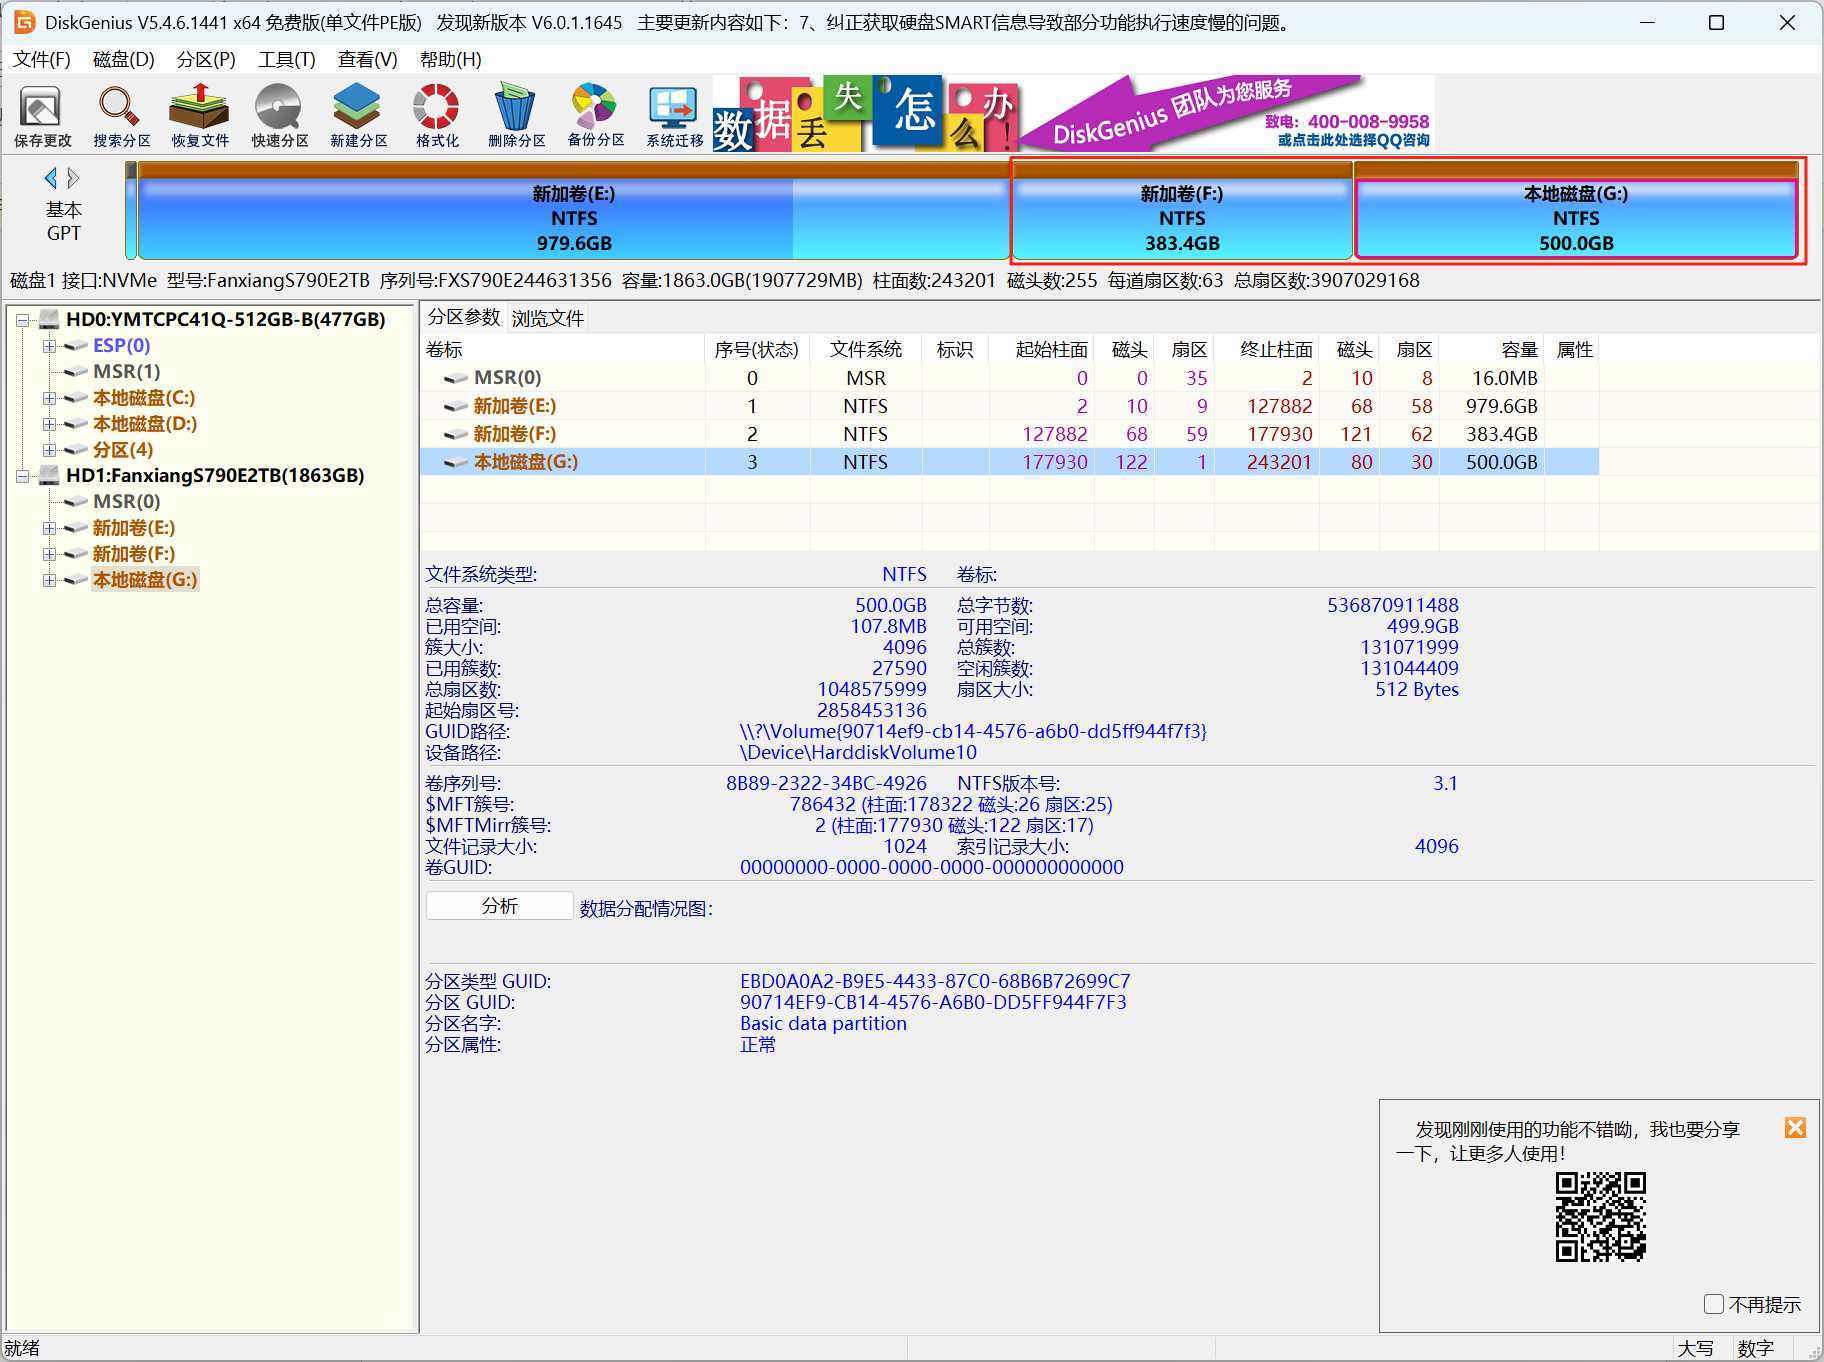 DiskGenius V5.4.6.1441 x64 免费版(单文件PE版) 发现新版本 V6.0.1.1645 主要更新内容如下：7、纠正获取硬盘SMART信息导致部分功能执行速度慢的问题。
文件(F) 磁盘(D) 分区(P) 工具(T) 查看(V) 帮助(H)
保存更改 搜索分区 恢复文件 快速分区 新建分区 格式化 删除分区 备份分区 系统迁移
数据丢失怎么办!
DiskGenius 团队为您服务
致电：400-008-9958
或点击此处选择QQ咨询
基本
GPT
新加卷(E:)
NTFS
979.6GB
新加卷(F:)
NTFS
383.4GB
本地磁盘(G:)
NTFS
500.0GB
磁盘1 接口:NVMe 型号:FanxiangS790E2TB 序列号:FXS790E244631356 容量:1863.0GB(1907729MB) 柱面数:243201 磁头数:255 每道扇区数:63 总扇区数:3907029168
HD0:YMTCPC41Q-512GB-B(477GB)
ESP(0)
MSR(1)
本地磁盘(C:)
本地磁盘(D:)
分区(4)
HD1:FanxiangS790E2TB(1863GB)
MSR(0)
新加卷(E:)
新加卷(F:)
本地磁盘(G:)
分区参数 浏览文件
卷标 序号(状态) 文件系统 标识 起始柱面 磁头 扇区 终止柱面 磁头 扇区 容量 属性
MSR(0) 0 MSR 0 0 35 2 10 8 16.0MB
新加卷(E:) 1 NTFS 2 10 9 127882 68 58 979.6GB
新加卷(F:) 2 NTFS 127882 68 59 177930 121 62 383.4GB
本地磁盘(G:) 3 NTFS 177930 122 1 243201 80 30 500.0GB
文件系统类型: NTFS 卷标:
总容量: 500.0GB 总字节数: 536870911488
已用空间: 107.8MB 可用空间: 499.9GB
簇大小: 4096 总簇数: 131071999
已用簇数: 27590 空闲簇数: 131044409
总扇区数: 1048575999 扇区大小: 512 Bytes
起始扇区号: 2858453136
GUID路径: \\?\Volume{90714ef9-cb14-4576-a6b0-dd5ff944f7f3}
设备路径: \Device\HarddiskVolume10
卷序列号: 8B89-2322-34BC-4926 NTFS版本号: 3.1
$MFT簇号: 786432 (柱面:178322 磁头:26 扇区:25)
$MFTMirr簇号: 2 (柱面:177930 磁头:122 扇区:17)
文件记录大小: 1024 索引记录大小: 4096
卷GUID: 00000000-0000-0000-0000-000000000000
分析 数据分配情况图:
分区类型 GUID: EBD0A0A2-B9E5-4433-87C0-68B6B72699C7
分区 GUID: 90714EF9-CB14-4576-A6B0-DD5FF944F7F3
分区名字: Basic data partition
分区属性: 正常
发现刚刚使用的功能不错呦，我也要分享
一下，让更多人使用！
不再提示
就绪 大写 数字